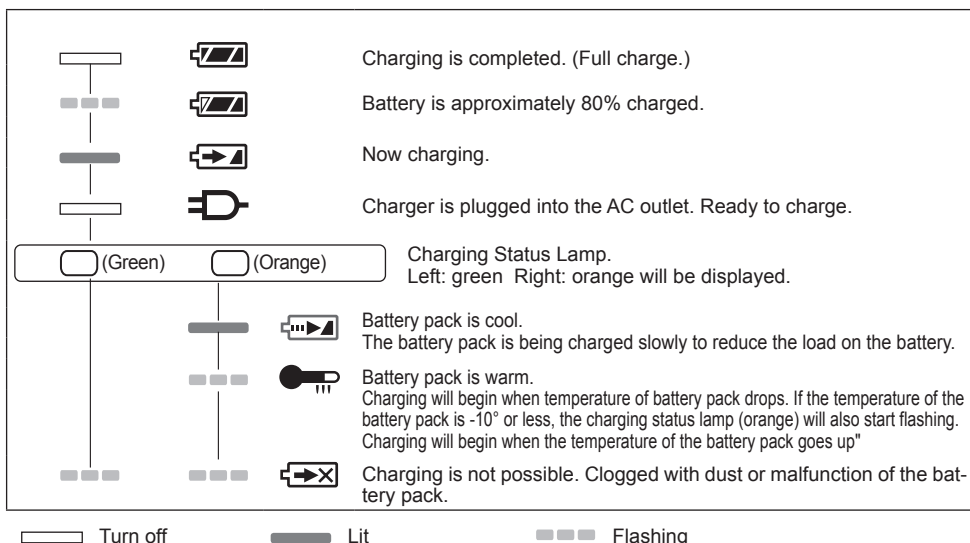 Charging is completed. (Full charge.)
Battery is approximately 80% charged.
Now charging.
Charger is plugged into the AC outlet. Ready to charge.
(Green) (Orange)
Charging Status Lamp.
Left: green Right: orange will be displayed.
Battery pack is cool.
The battery pack is being charged slowly to reduce the load on the battery.
Battery pack is warm.
Charging will begin when temperature of battery pack drops. If the temperature of the
battery pack is -10° or less, the charging status lamp (orange) will also start flashing.
Charging will begin when the temperature of the battery pack goes up"
Charging is not possible. Clogged with dust or malfunction of the bat-
tery pack.
Turn off Lit Flashing